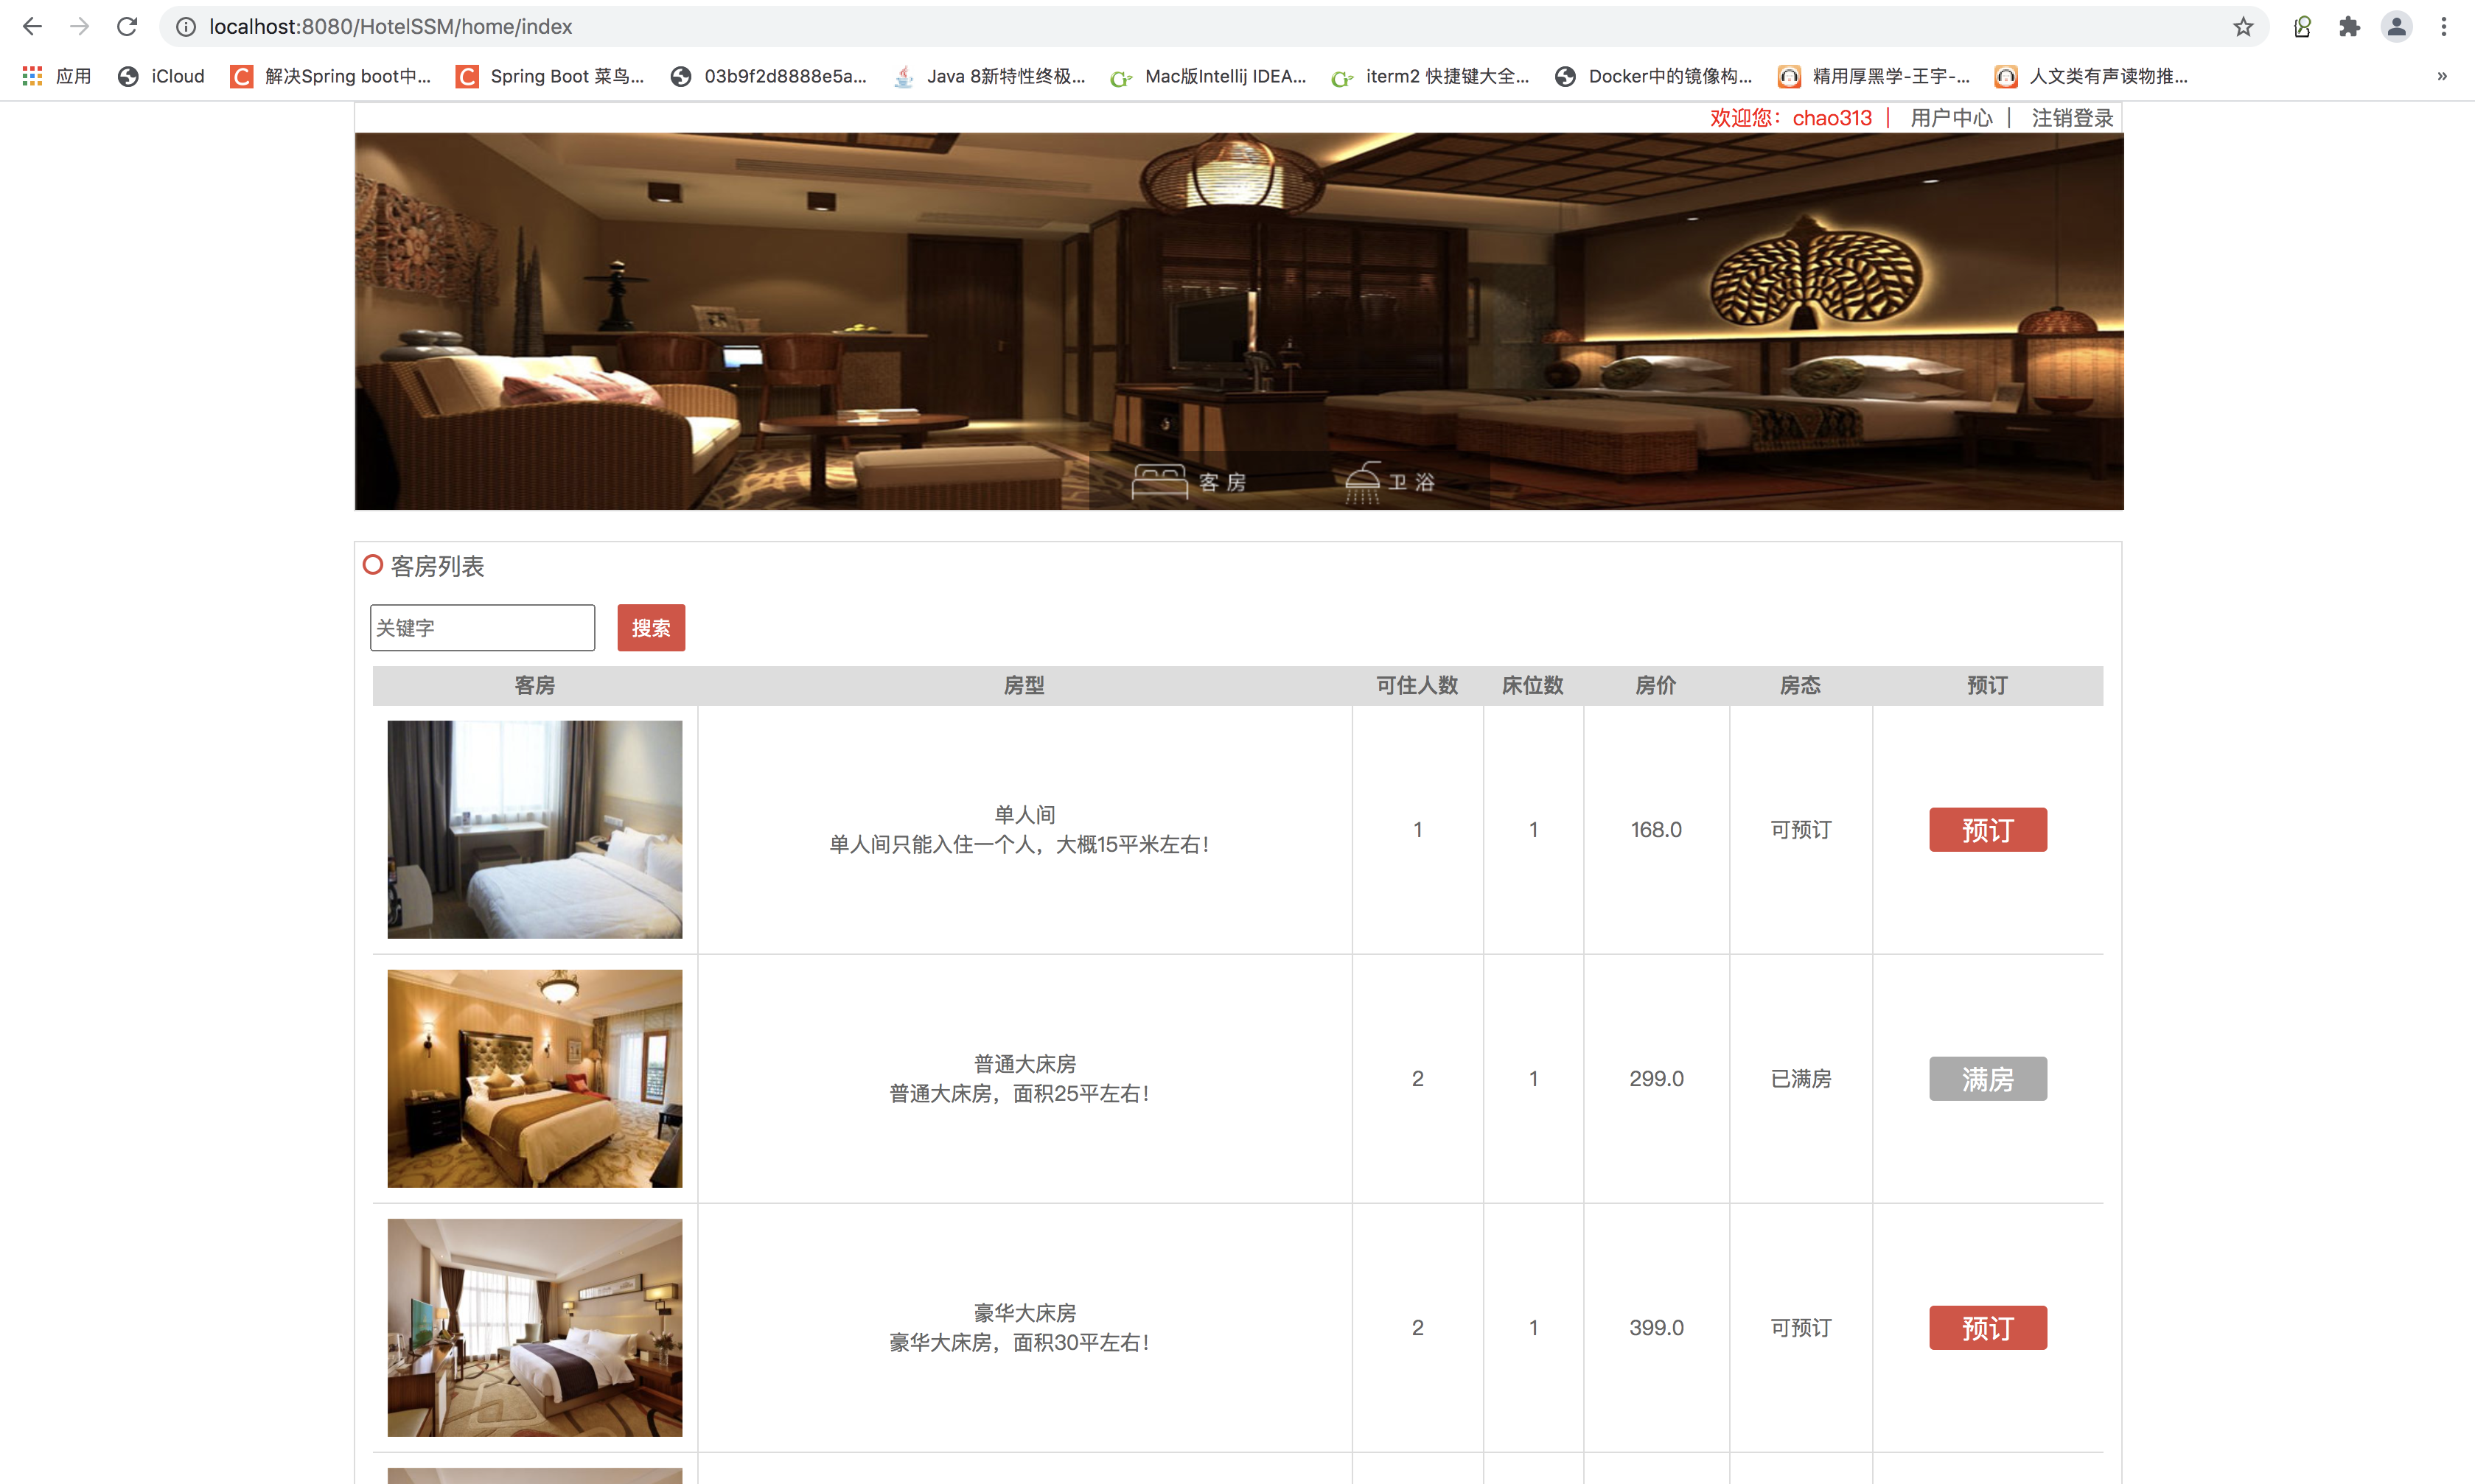 localhost:8080/HotelSSM/home/index
应用 iCloud 解决Spring boot中... Spring Boot 菜鸟... 03b9f2d8888e5a... Java 8新特性终极... Mac版Intellij IDEA... iterm2 快捷键大全... Docker中的镜像构... 精用厚黑学-王宇-... 人文类有声读物推... »
欢迎您：chao313 | 用户中心 | 注销登录
客房 卫浴
客房列表
关键字 搜索
客房 房型 可住人数 床位数 房价 房态 预订
单人间
单人间只能入住一个人，大概15平米左右！
1 1 168.0 可预订 预订
普通大床房
普通大床房，面积25平左右！
2 1 299.0 已满房 满房
豪华大床房
豪华大床房，面积30平左右！
2 1 399.0 可预订 预订